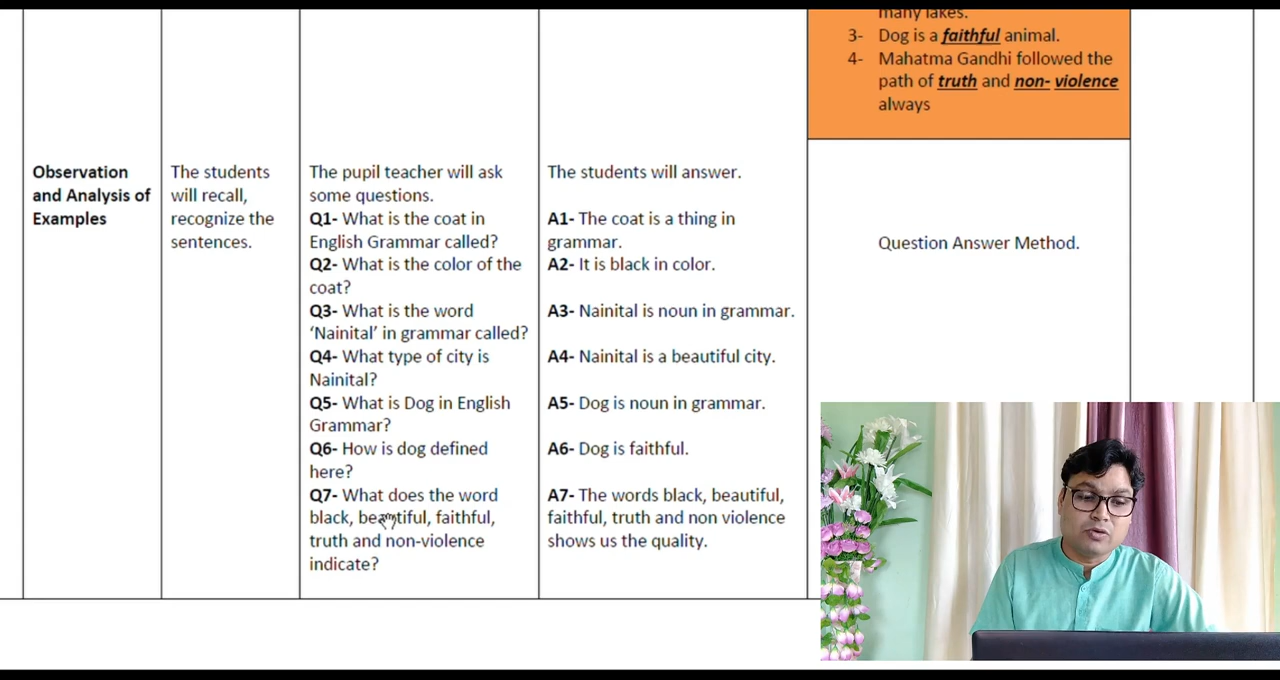 many lakes.
3- Dog is a faithful animal.
4- Mahatma Gandhi followed the
path of truth and non- violence
always
Observation
and Analysis of
Examples
The students
will recall,
recognize the
sentences.
The pupil teacher will ask
some questions.
Q1- What is the coat in
English Grammar called?
Q2- What is the color of the
coat?
Q3- What is the word
‘Nainital’ in grammar called?
Q4- What type of city is
Nainital?
Q5- What is Dog in English
Grammar?
Q6- How is dog defined
here?
Q7- What does the word
black, beautiful, faithful,
truth and non-violence
indicate?
The students will answer.
A1- The coat is a thing in
grammar.
A2- It is black in color.
A3- Nainital is noun in grammar.
A4- Nainital is a beautiful city.
A5- Dog is noun in grammar.
A6- Dog is faithful.
A7- The words black, beautiful,
faithful, truth and non violence
shows us the quality.
Question Answer Method.